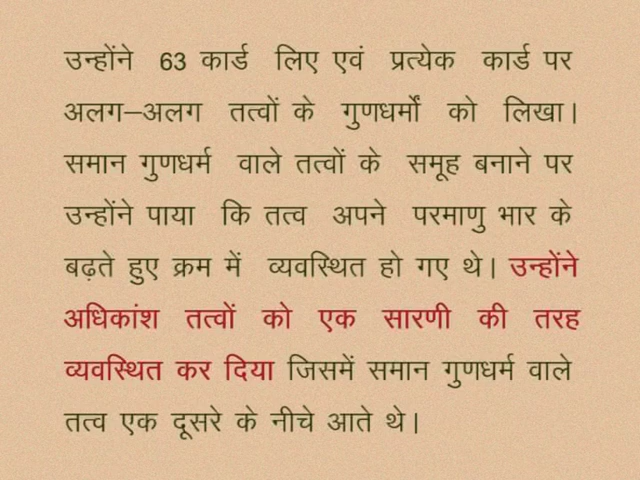 उन्होंने 63 कार्ड लिए एवं प्रत्येक कार्ड पर
अलग–अलग तत्वों के गुणधर्मों को लिखा।
समान गुणधर्म वाले तत्वों के समूह बनाने पर
उन्होंने पाया कि तत्व अपने परमाणु भार के
बढ़ते हुए क्रम में व्यवस्थित हो गए थे। उन्होंने
अधिकांश तत्वों को एक सारणी की तरह
व्यवस्थित कर दिया जिसमें समान गुणधर्म वाले
तत्व एक दूसरे के नीचे आते थे।